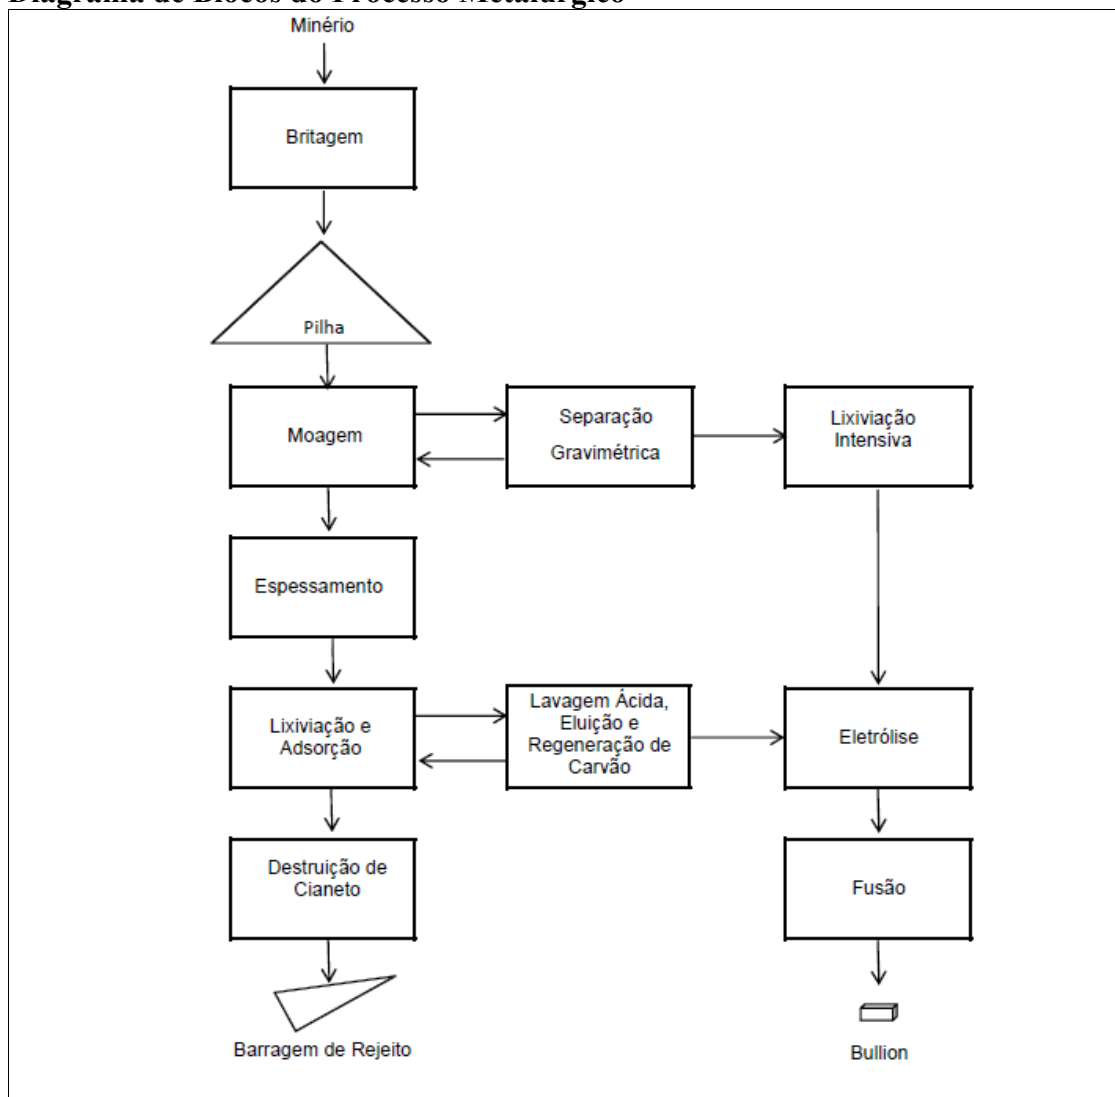 Diagrama de Blocos do Processo Metalúrgico
Minério
Britagem
Pilha
Moagem
Separação
Gravimétrica
Lixiviação
Intensiva
Espessamento
Lixiviação e
Adsorção
Lavagem Ácida,
Eluição e
Regeneração de
Carvão
Eletrólise
Destruição de
Cianeto
Fusão
Barragem de Rejeito
Bullion